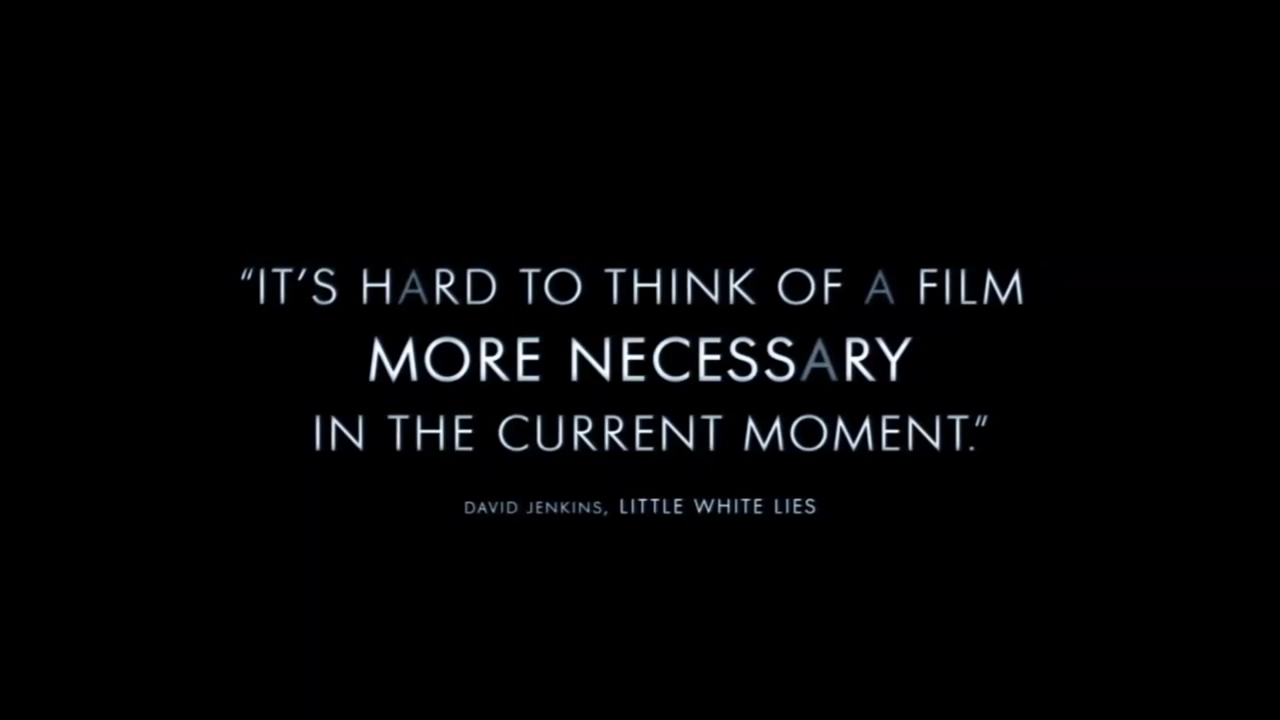 “IT’S HARD TO THINK OF A FILM
MORE NECESSARY
IN THE CURRENT MOMENT.”
DAVID JENKINS, LITTLE WHITE LIES